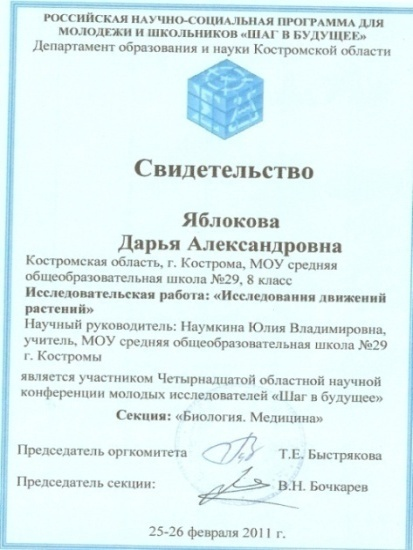 РОССИЙСКАЯ НАУЧНО-СОЦИАЛЬНАЯ ПРОГРАММА ДЛЯ
МОЛОДЕЖИ И ШКОЛЬНИКОВ «ШАГ В БУДУЩЕЕ»
Департамент образования и науки Костромской области
Свидетельство
Яблокова
Дарья Александровна
Костромская область, г. Кострома, МОУ средняя
общеобразовательная школа №29, 8 класс
Исследовательская работа: «Исследования движений
растений»
Научный руководитель: Наумкина Юлия Владимировна,
учитель, МОУ средняя общеобразовательная школа №29
г. Костромы
является участником Четырнадцатой областной научной
конференции молодых исследователей «Шаг в будущее»
Секция: «Биология. Медицина»
Председатель оргкомитета Т.Е. Быстрякова
Председатель секции: В.Н. Бочкарев
25-26 февраля 2011 г.